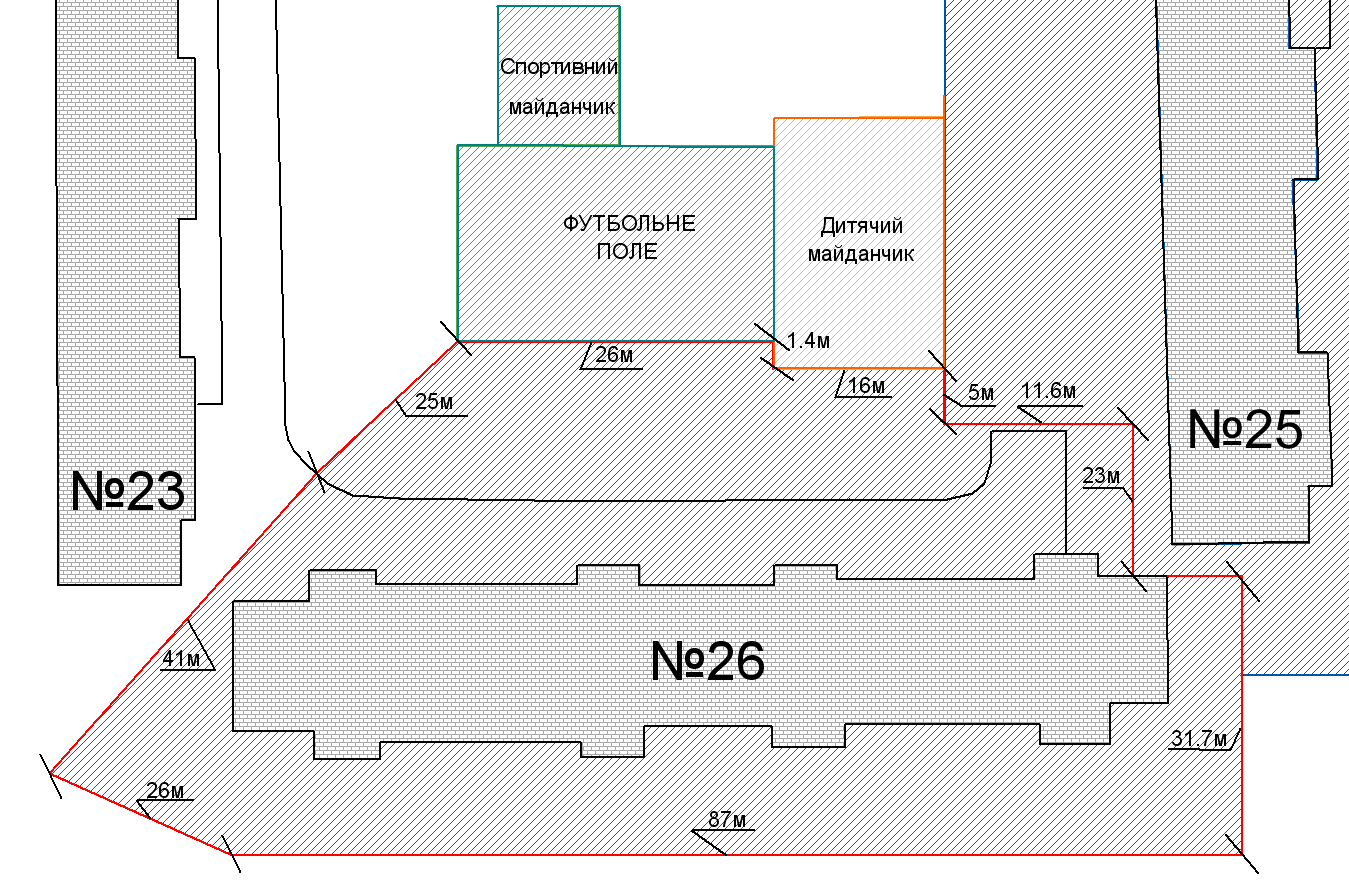 Спортивний
майданчик
ФУТБОЛЬНЕ
ПОЛЕ
Дитячий
майданчик
1.4м
26м
16м
5м
11.6м
25м
№25
23м
№23
41м
№26
31.7м
26м
87м